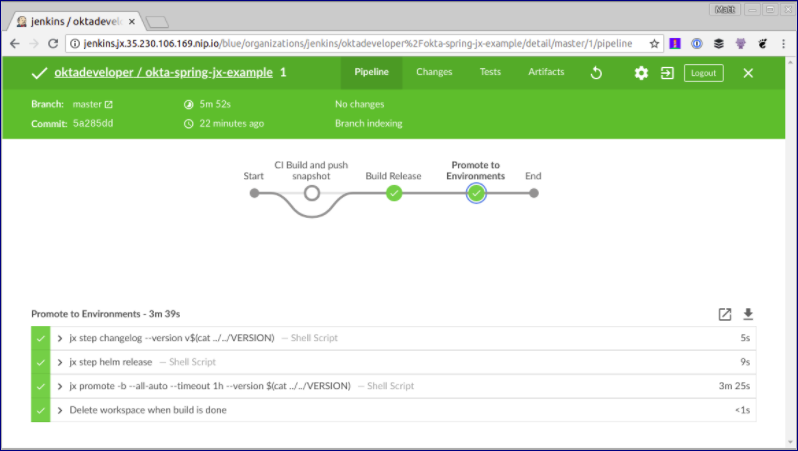 Matt
jenkins / oktadevelo
jenkins.jx.35.230.106.169.nip.io/blue/organizations/jenkins/oktadeveloper%2Fokta-spring-jx-example/detail/master/1/pipeline
oktadeveloper / okta-spring-jx-example 1 Pipeline Changes Tests Artifacts Logout
Branch: master 5m 52s No changes
Commit: 5a285dd 22 minutes ago Branch indexing
Start CI Build and push snapshot Build Release Promote to Environments End
Promote to Environments - 3m 39s
jx step changelog --version v$(cat ../../VERSION) — Shell Script 5s
jx step helm release — Shell Script 9s
jx promote -b --all-auto --timeout 1h --version $(cat ../../VERSION) — Shell Script 3m 25s
Delete workspace when build is done <1s